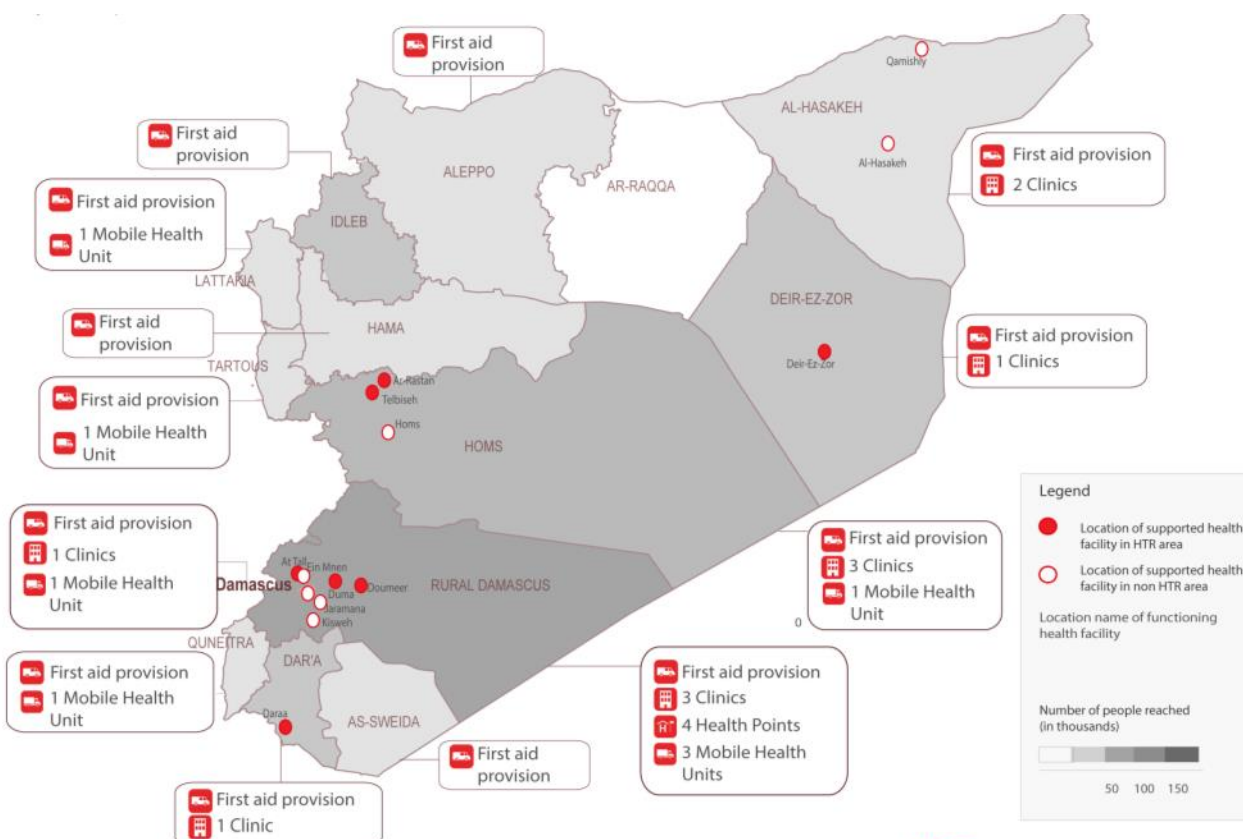 First aid
provision
Qamishly
AL-HASAKEH
First aid
provision
Al-Hasakeh
First aid provision
2 Clinics
ALEPPO
AR-RAQQA
First aid provision
1 Mobile Health
Unit
IDLEB
LATTAKIA
DEIR-EZ-ZOR
First aid
provision
HAMA
First aid provision
1 Clinics
Deir-Ez-Zor
TARTOUS
Ar-Rastan
Telbiseh
First aid provision
1 Mobile Health
Unit
Homs
HOMS
Legend
Location of supported health
facility in HTR area
Location of supported health
facility in non HTR area
Location name of functioning
health facility
Number of people reached
(in thousands)
50 100 150
First aid provision
1 Clinics
1 Mobile Health
Unit
At Tall
Ein Mnen
Damascus
Duma
Doumeer
RURAL DAMASCUS
Jaramana
Kisweh
First aid provision
3 Clinics
1 Mobile Health
Unit
0
QUNEITRA
DAR'A
First aid provision
1 Mobile Health
Unit
First aid provision
3 Clinics
4 Health Points
3 Mobile Health
Units
Daraa
AS-SWEIDA
First aid
provision
First aid provision
1 Clinic